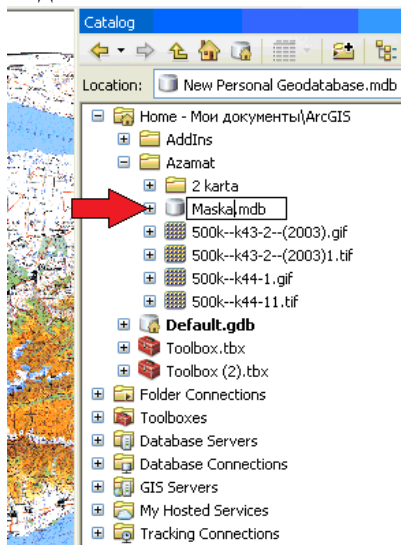 Catalog
Location: New Personal Geodatabase.mdb
Home - Мои документы\ArcGIS
AddIns
Azamat
2 karta
Maska.mdb
500k--k43-2--(2003).gif
500k--k43-2--(2003)1.tif
500k--k44-1.gif
500k--k44-11.tif
Default.gdb
Toolbox.tbx
Toolbox (2).tbx
Folder Connections
Toolboxes
Database Servers
Database Connections
GIS Servers
My Hosted Services
Tracking Connections